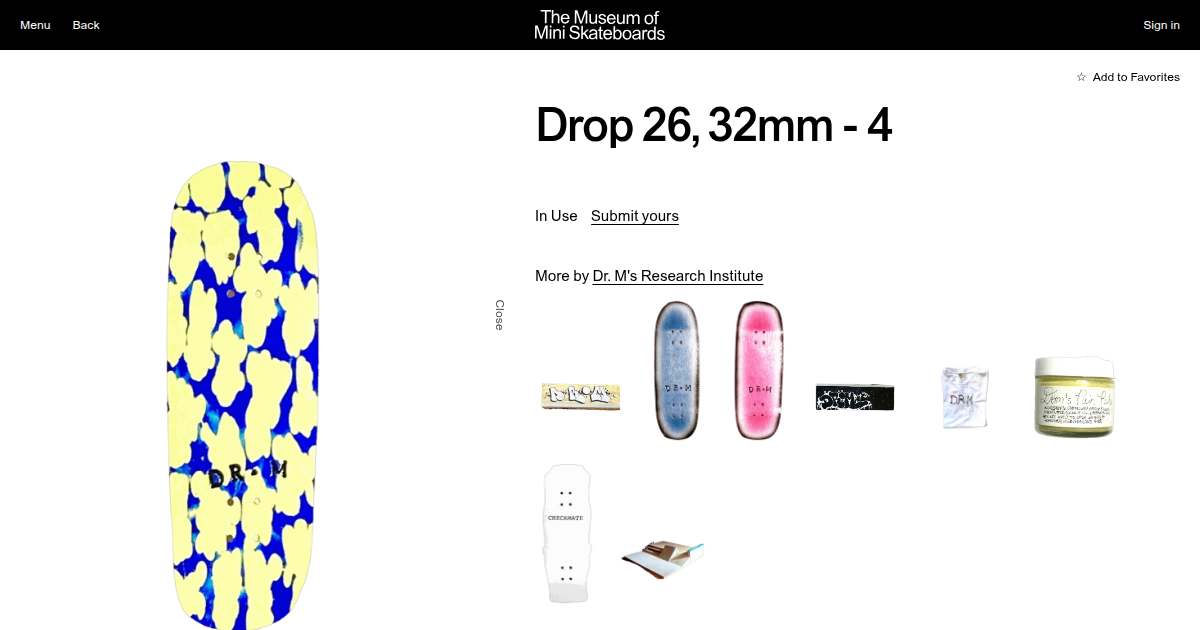 Menu
Back
The Museum of
Mini Skateboards
Sign in
☆ Add to Favorites
Drop 26, 32mm - 4
In Use Submit yours
More by Dr. M's Research Institute
Close
DR·M
DR·M
DR·M
DRM
CHECKMATE